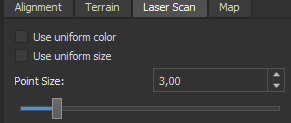 Alignment Terrain Laser Scan Map
Use uniform color
Use uniform size
Point Size: 3,00